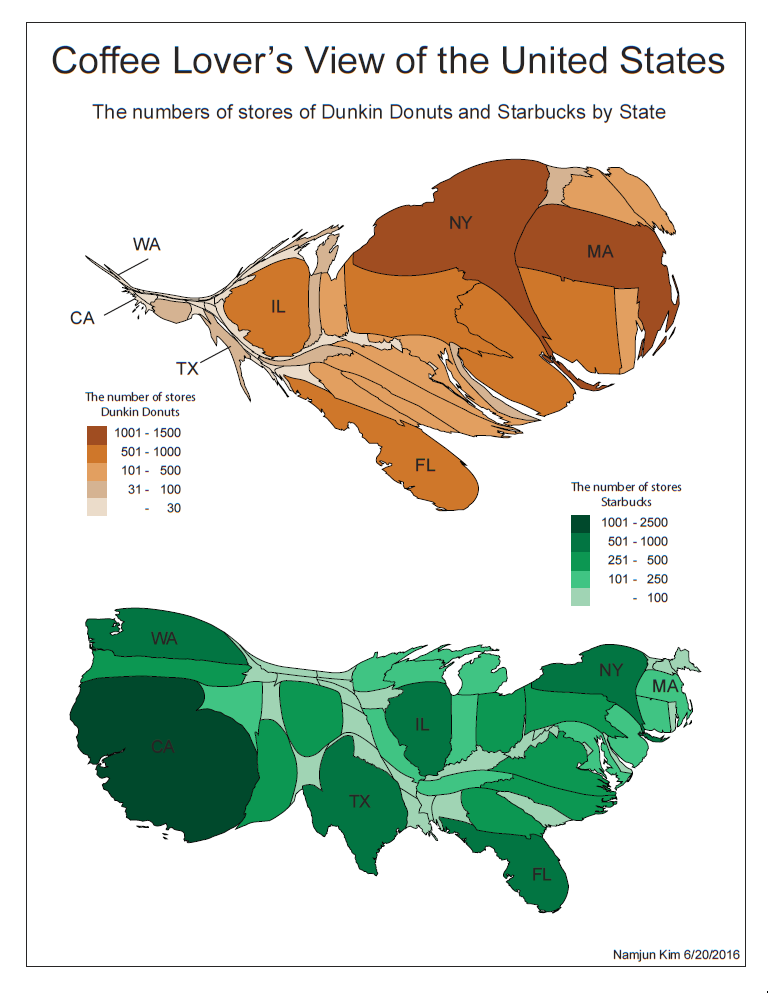 Coffee Lover's View of the United States
The numbers of stores of Dunkin Donuts and Starbucks by State
NY
WA
MA
IL
CA
TX
The number of stores
Dunkin Donuts
1001 - 1500
501 - 1000
101 - 500
31 - 100
- 30
FL
The number of stores
Starbucks
1001 - 2500
501 - 1000
251 - 500
101 - 250
- 100
WA
NY
MA
IL
CA
TX
FL
Namjun Kim 6/20/2016